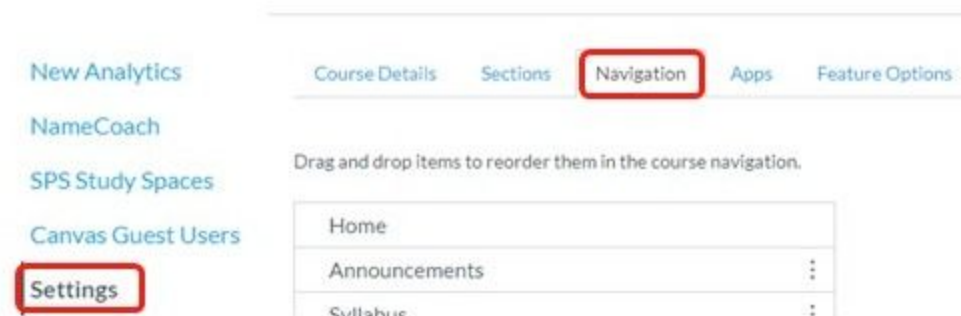 New Analytics
NameCoach
SPS Study Spaces
Canvas Guest Users
Settings
Course Details Sections Navigation Apps Feature Options
Drag and drop items to reorder them in the course navigation.
Home
Announcements
Syllabus